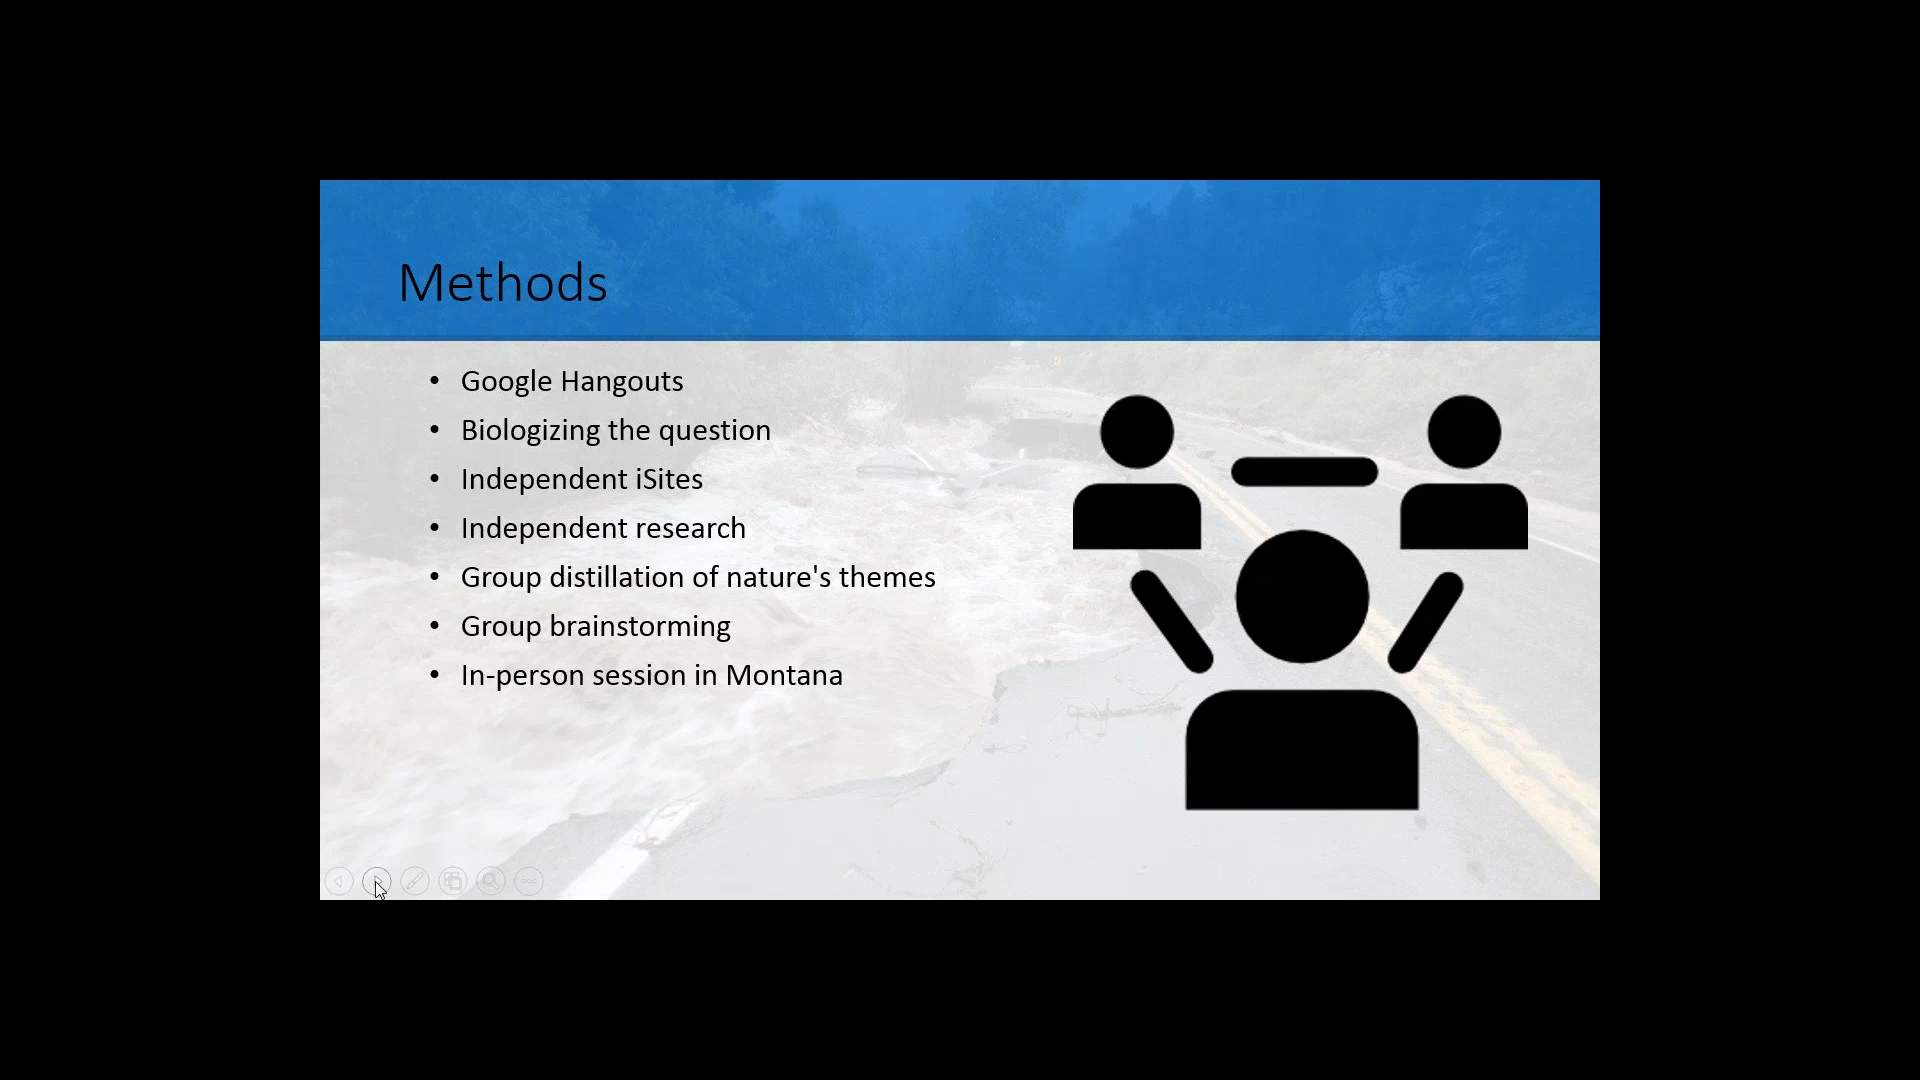 Methods
• Google Hangouts
• Biologizing the question
• Independent iSites
• Independent research
• Group distillation of nature's themes
• Group brainstorming
• In-person session in Montana